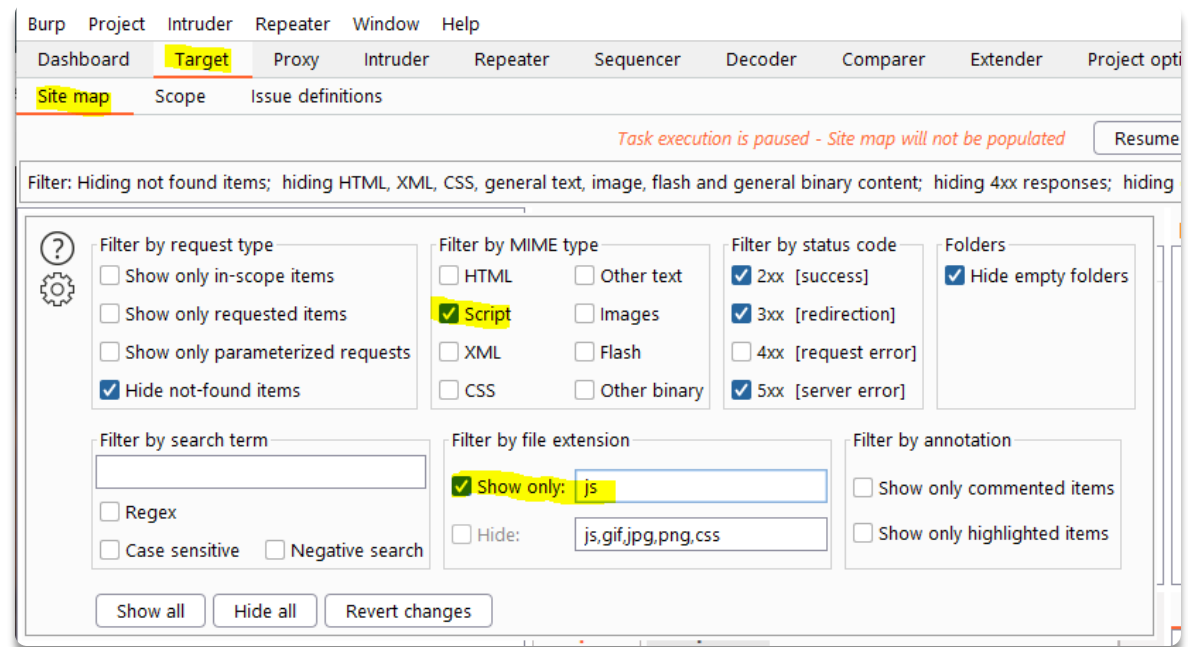 Burp Project Intruder Repeater Window Help
Dashboard Target Proxy Intruder Repeater Sequencer Decoder Comparer Extender Project opti
Site map Scope Issue definitions
Task execution is paused - Site map will not be populated Resume
Filter: Hiding not found items; hiding HTML, XML, CSS, general text, image, flash and general binary content; hiding 4xx responses; hiding
Filter by request type
Show only in-scope items
Show only requested items
Show only parameterized requests
Hide not-found items
Filter by MIME type
HTML Other text
Script Images
XML Flash
CSS Other binary
Filter by status code
2xx [success]
3xx [redirection]
4xx [request error]
5xx [server error]
Folders
Hide empty folders
Filter by search term
Regex
Case sensitive Negative search
Filter by file extension
Show only: js
Hide: js,gif,jpg,png,css
Filter by annotation
Show only commented items
Show only highlighted items
Show all Hide all Revert changes